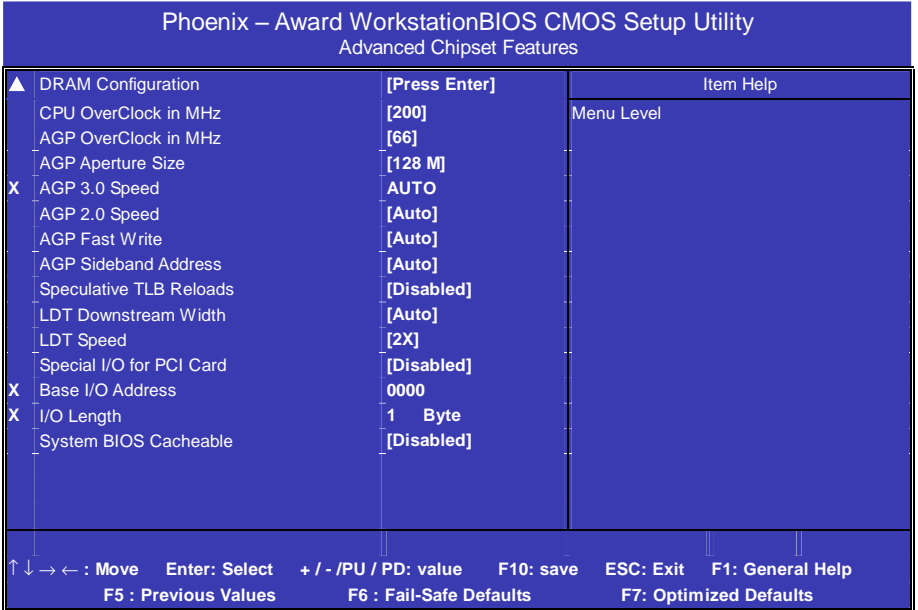 Phoenix – Award WorkstationBIOS CMOS Setup Utility
Advanced Chipset Features
▲ DRAM Configuration [Press Enter] Item Help
CPU OverClock in MHz [200] Menu Level
AGP OverClock in MHz [66]
AGP Aperture Size [128 M]
X AGP 3.0 Speed AUTO
AGP 2.0 Speed [Auto]
AGP Fast Write [Auto]
AGP Sideband Address [Auto]
Speculative TLB Reloads [Disabled]
LDT Downstream Width [Auto]
LDT Speed [2X]
Special I/O for PCI Card [Disabled]
X Base I/O Address 0000
X I/O Length 1 Byte
System BIOS Cacheable [Disabled]
↑↓→← : Move Enter: Select + / - /PU / PD: value F10: save ESC: Exit F1: General Help
F5 : Previous Values F6 : Fail-Safe Defaults F7: Optimized Defaults